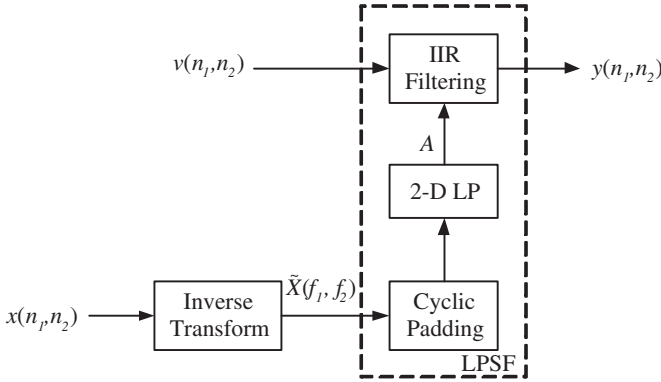 IIR
Filtering
v(n₁,n₂)
y(n₁,n₂)
A
2-D LP
X̃(f₁, f₂)
x(n₁,n₂)
Inverse
Transform
Cyclic
Padding
LPSF